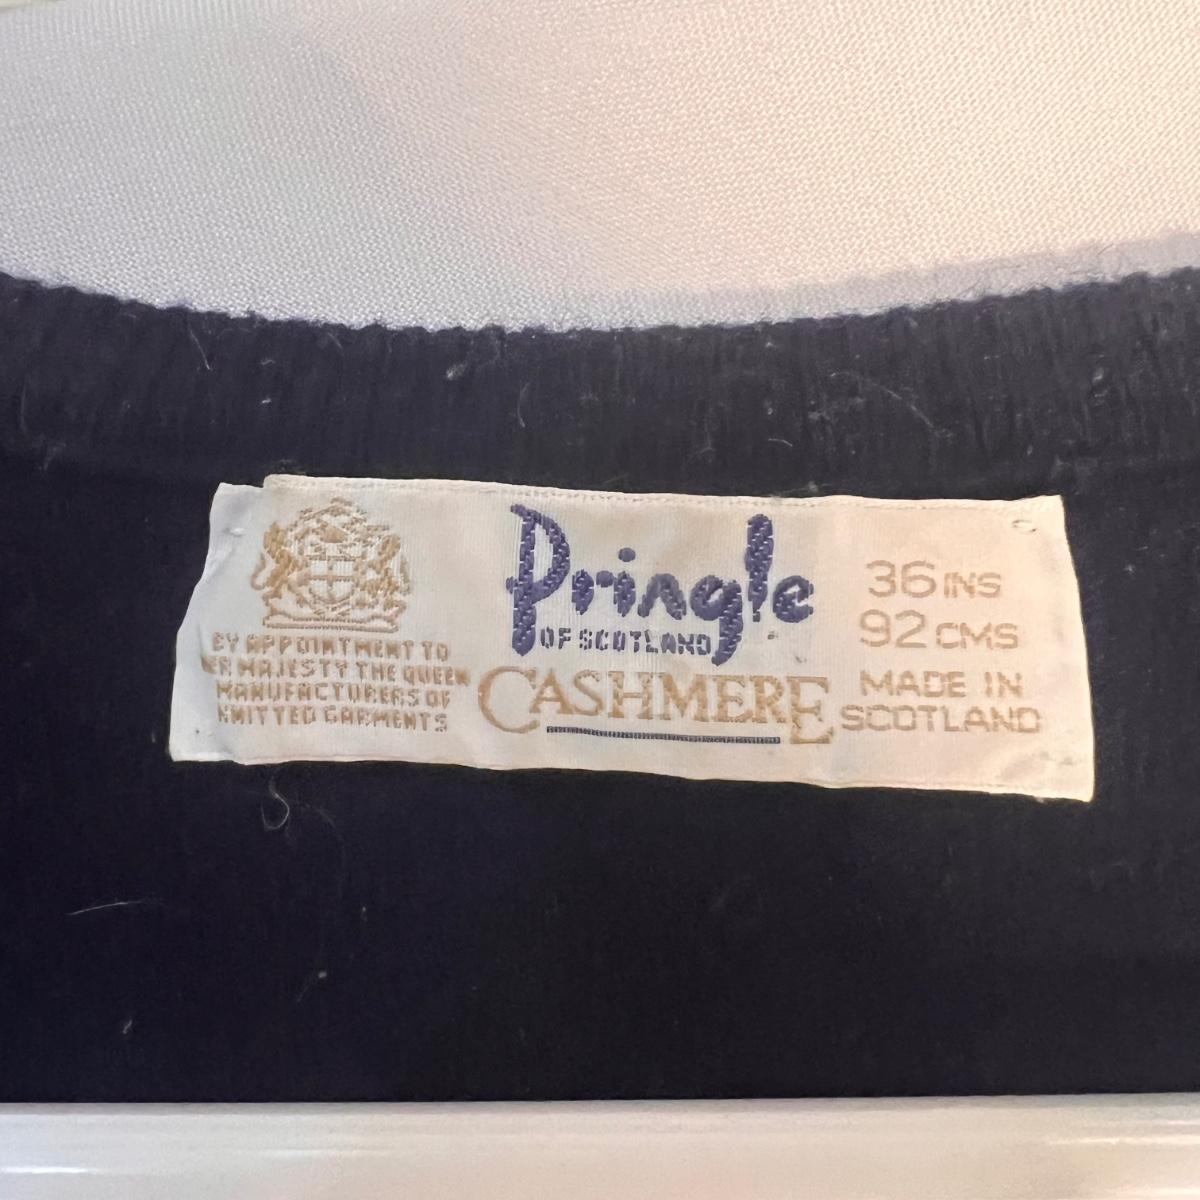 BY APPOINTMENT TO
HER MAJESTY THE QUEEN
MANUFACTURERS OF
KNITTED GARMENTS
Pringle
OF SCOTLAND
CASHMERE
36 INS
92 CMS
MADE IN
SCOTLAND